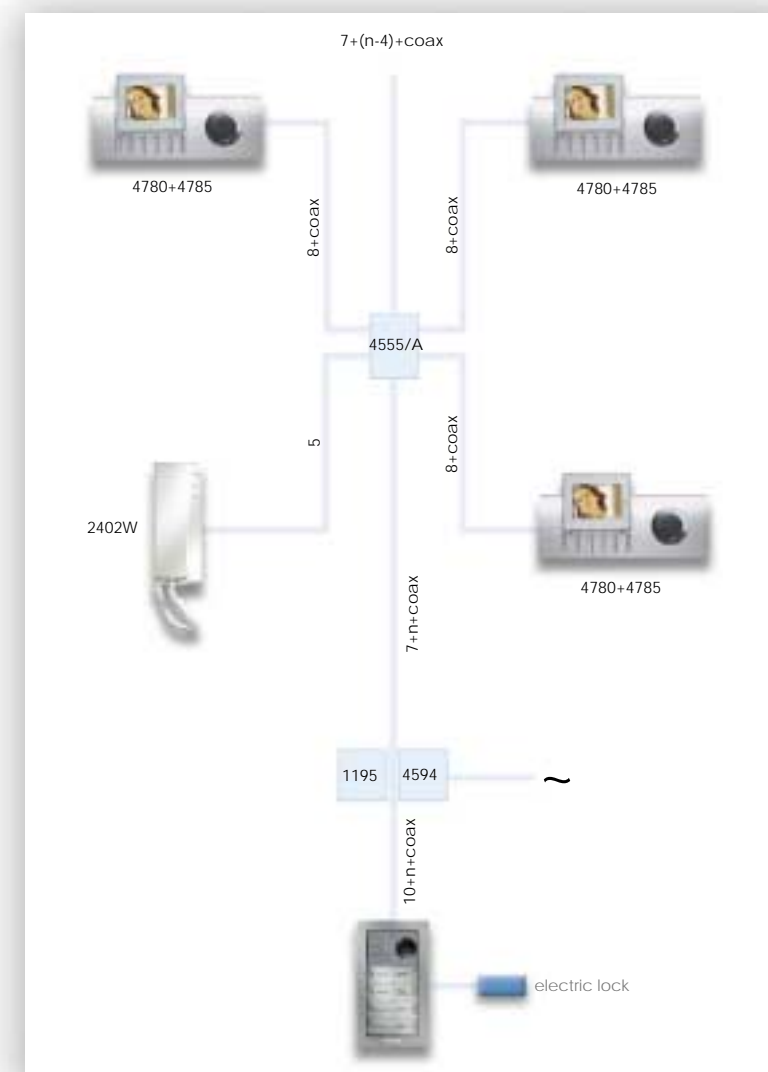 7+(n-4)+coax
4780+4785
4780+4785
8+coax
8+coax
4555/A
5
8+coax
2402W
4780+4785
7+n+coax
1195
4594
~
10+n+coax
electric lock